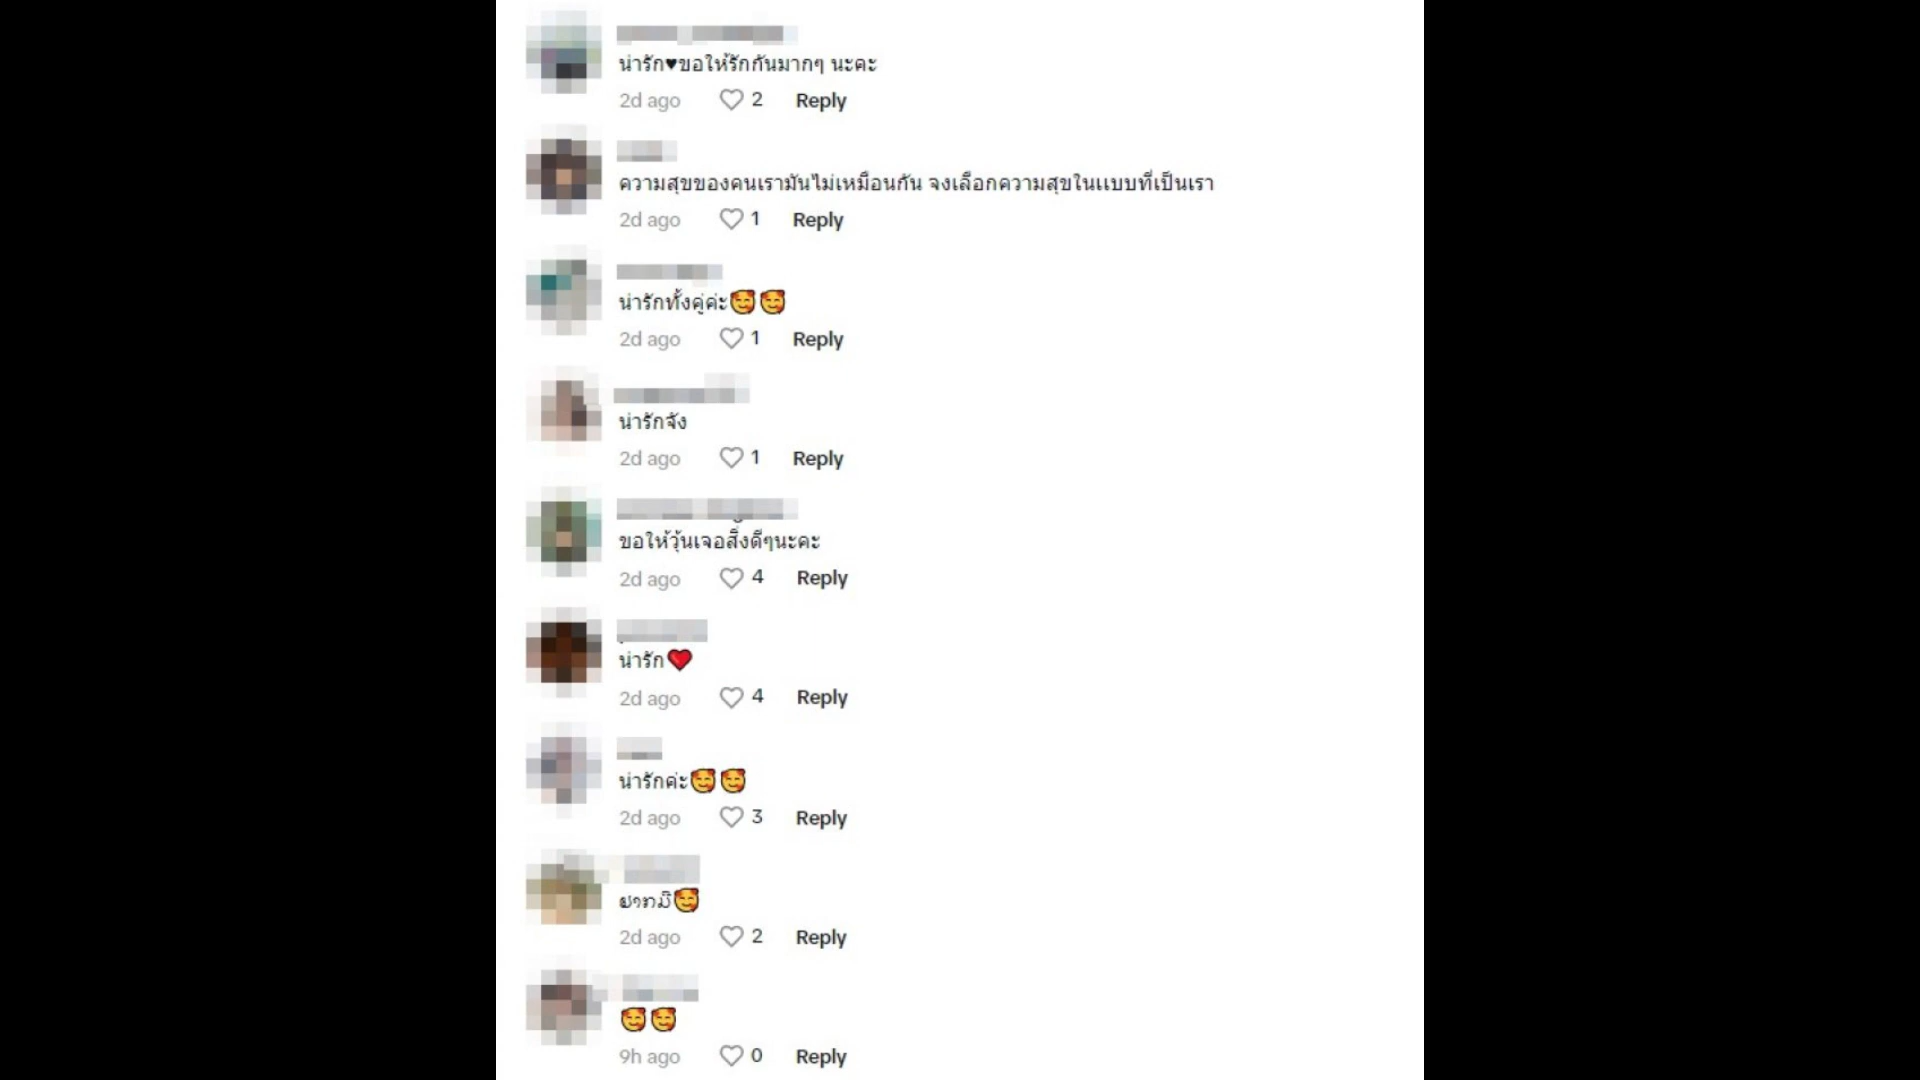 น่ารัก♥ขอให้รักกันมากๆ นะคะ
2d ago 2 Reply
ความสุขของคนเรามันไม่เหมือนกัน จงเลือกความสุขในแบบที่เป็นเรา
2d ago 1 Reply
น่ารักทั้งคู่ค่ะ🥰🥰
2d ago 1 Reply
น่ารักจัง
2d ago 1 Reply
ขอให้วุ้นเจอสิ่งดีๆนะคะ
2d ago 4 Reply
น่ารัก❤️
2d ago 4 Reply
น่ารักค่ะ🥰🥰
2d ago 3 Reply
ຢາກມີ🥰
2d ago 2 Reply
🥰🥰
9h ago 0 Reply